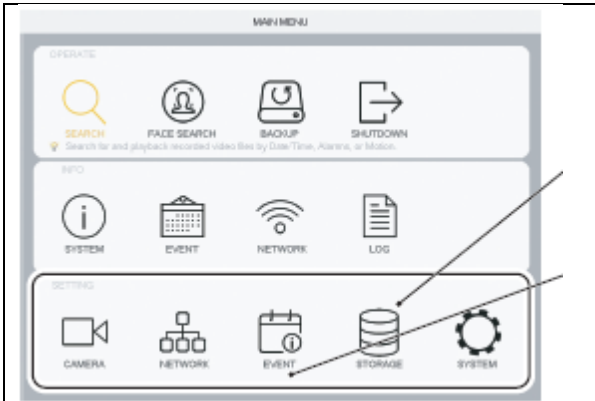 MAIN MENU
OPERATE
SEARCH FACE SEARCH BACKUP SHUTDOWN
Search for and playback recorded video files by Date/Time, Alarms, or Motion.
INFO
SYSTEM EVENT NETWORK LOG
SETTING
CAMERA NETWORK EVENT STORAGE SYSTEM